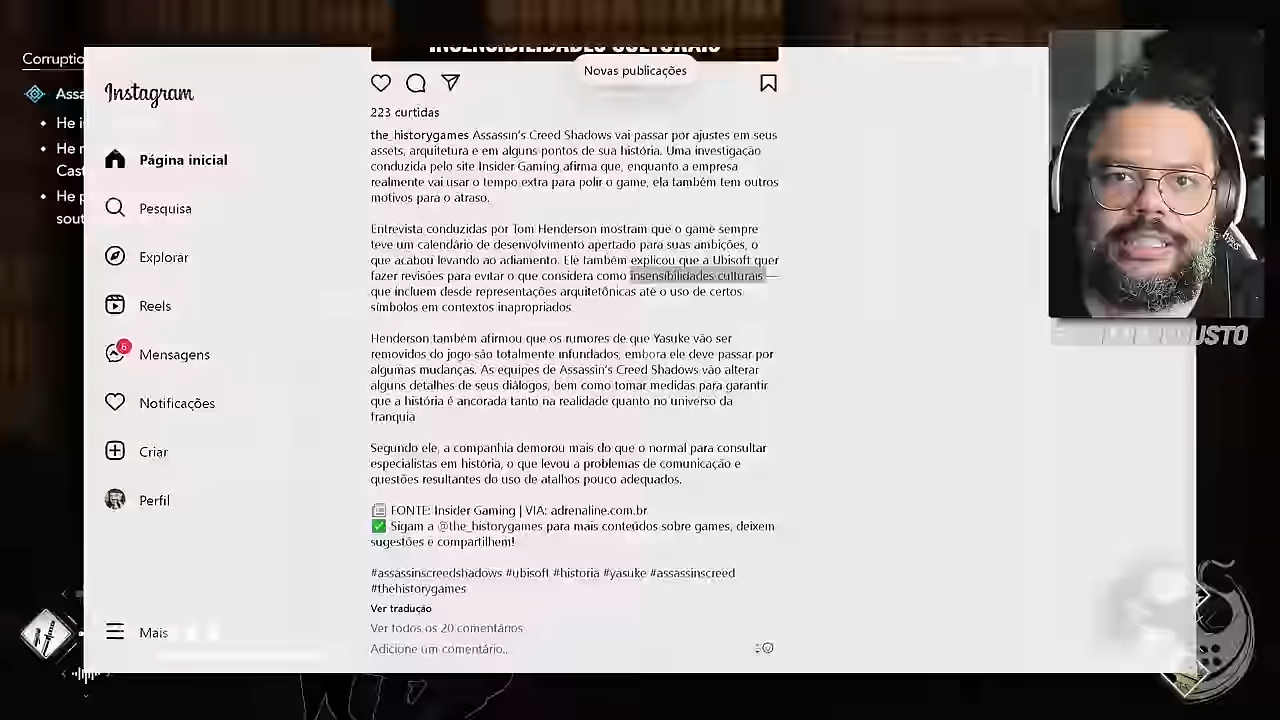 INSENSIBILIDADES CULTURAIS
Novas publicações
Corruptio
Assa
He i
He r
Cast
He p
sout
Instagram
Página inicial
Pesquisa
Explorar
Reels
8
Mensagens
Notificações
Criar
Perfil
Mais
223 curtidas
the_historygames Assassin's Creed Shadows vai passar por ajustes em seus
assets, arquitetura e em alguns pontos de sua história. Uma investigação
conduzida pelo site Insider Gaming afirma que, enquanto a empresa
realmente vai usar o tempo extra para polir o game, ela também tem outros
motivos para o atraso.
Entrevista conduzidas por Tom Henderson mostram que o game sempre
teve um calendário de desenvolvimento apertado para suas ambições, o
que acabou levando ao adiamento. Ele também explicou que a Ubisoft quer
fazer revisões para evitar o que considera como insensibilidades culturais —
que incluem desde representações arquitetônicas até o uso de certos
símbolos em contextos inapropriados.
Henderson também afirmou que os rumores de que Yasuke vão ser
removidos do jogo são totalmente infundados, embora ele deve passar por
algumas mudanças. As equipes de Assassin's Creed Shadows vão alterar
alguns detalhes de seus diálogos, bem como tomar medidas para garantir
que a história é ancorada tanto na realidade quanto no universo da
franquia
Segundo ele, a companhia demorou mais do que o normal para consultar
especialistas em história, o que levou a problemas de comunicação e
questões resultantes do uso de atalhos pouco adequados.
FONTE: Insider Gaming | VIA: adrenaline.com.br
Sigam a @the_historygames para mais conteúdos sobre games, deixem
sugestões e compartilhem!
#assassinscreedshadows #ubisoft #historia #yasuke #assassinscreed
#thehistorygames
Ver tradução
Ver todos os 20 comentários
Adicione um comentário...